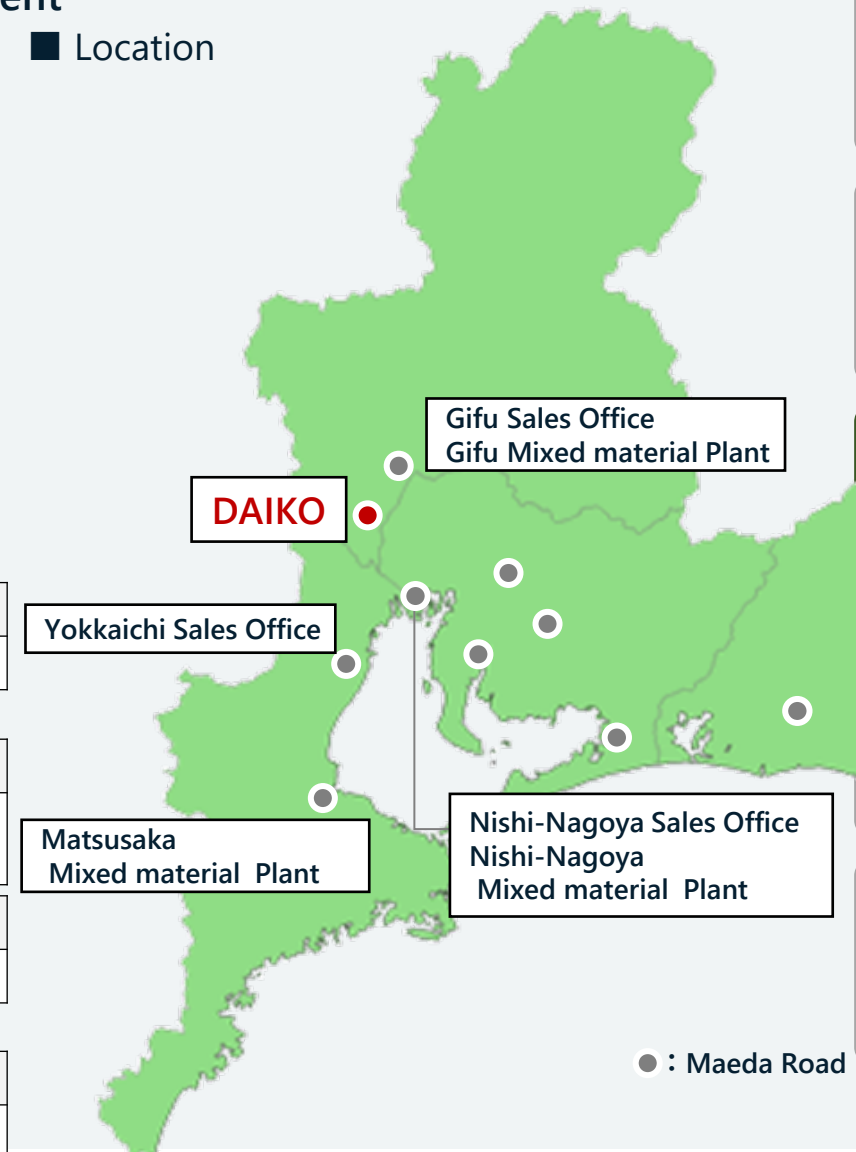 ■ Location
Gifu Sales Office
Gifu Mixed material Plant
DAIKO
Yokkaichi Sales Office
Matsusaka
Mixed material Plant
Nishi-Nagoya Sales Office
Nishi-Nagoya
Mixed material Plant
: Maeda Road